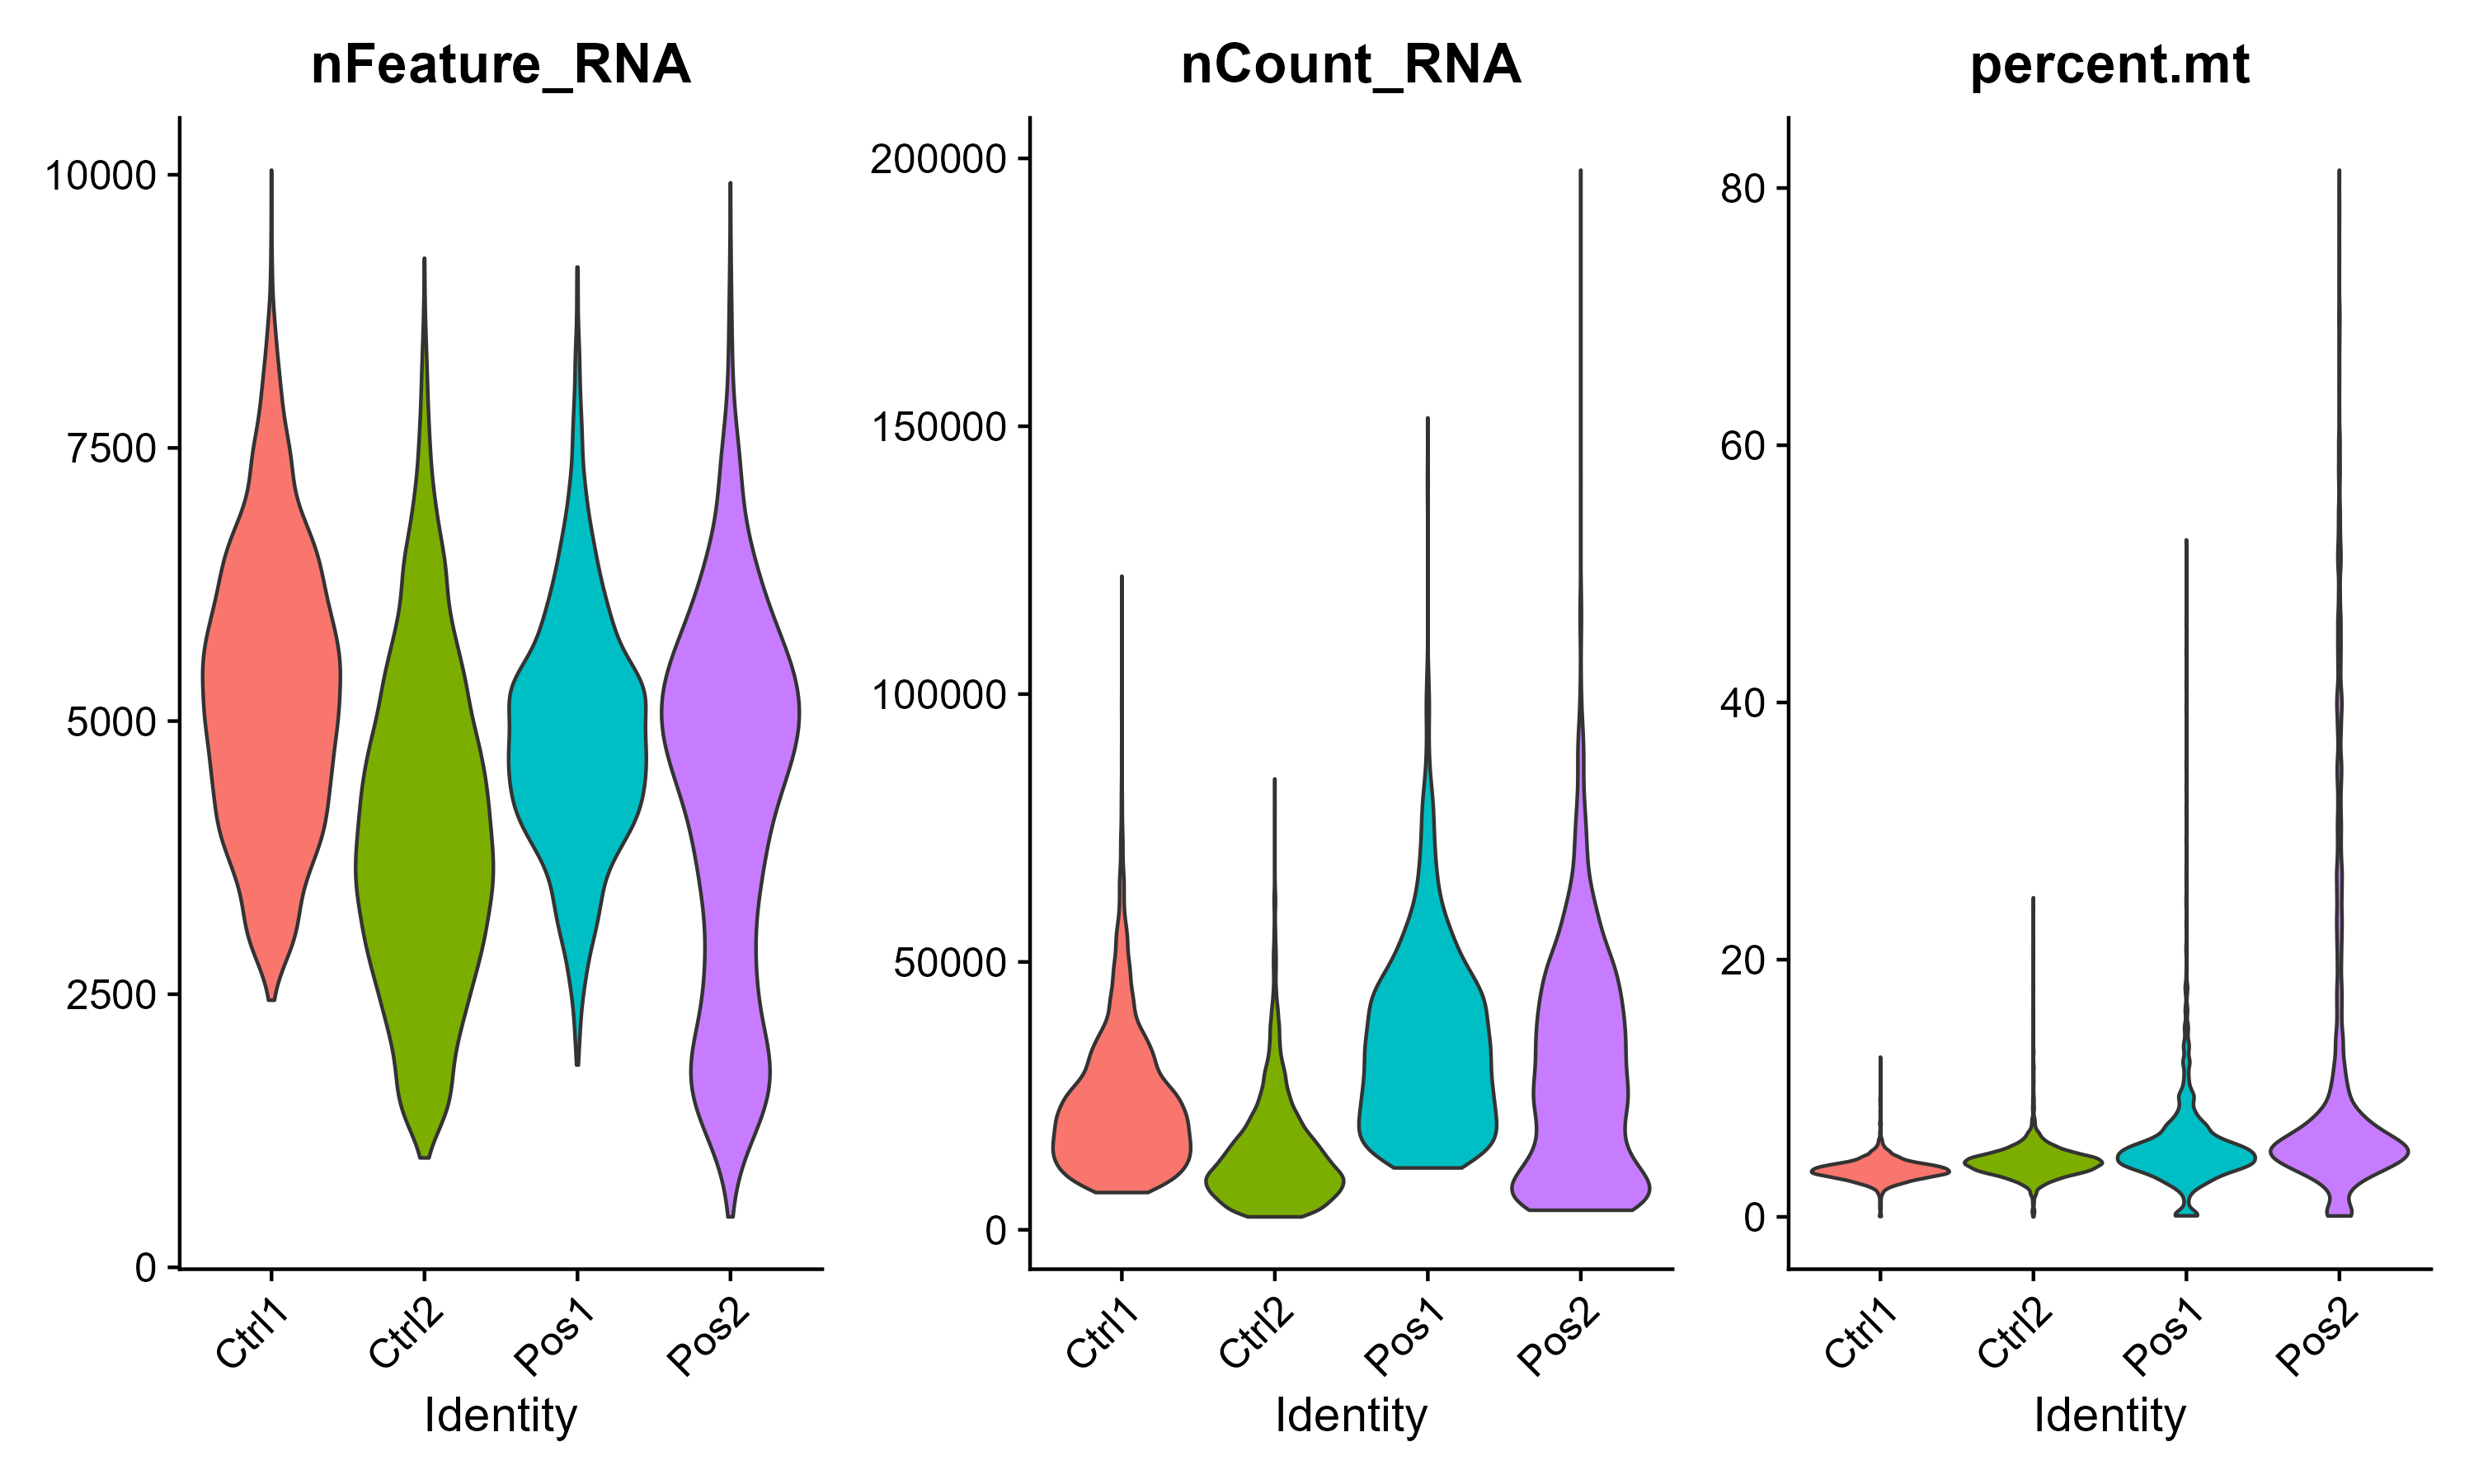 nFeature_RNA
10000
7500
5000
2500
0
Ctrl1
Ctrl2
Pos1
Pos2
Identity
nCount_RNA
200000
150000
100000
50000
0
Ctrl1
Ctrl2
Pos1
Pos2
Identity
percent.mt
80
60
40
20
0
Ctrl1
Ctrl2
Pos1
Pos2
Identity